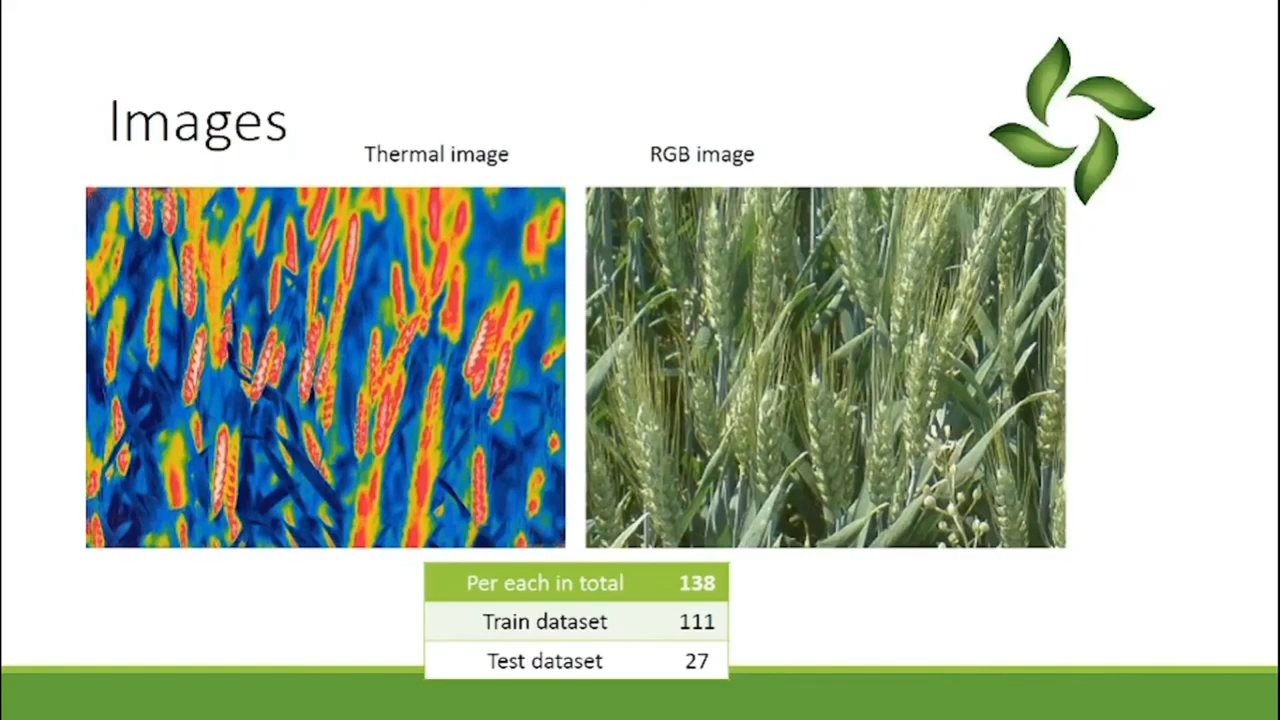 Images
Thermal image
RGB image
Per each in total 138
Train dataset 111
Test dataset 27